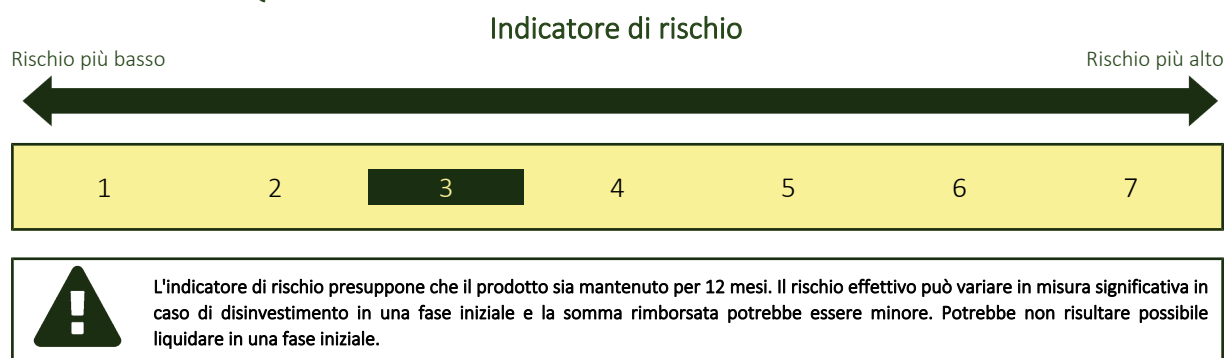 Indicatore di rischio
Rischio più basso
Rischio più alto
1 2 3 4 5 6 7
L'indicatore di rischio presuppone che il prodotto sia mantenuto per 12 mesi. Il rischio effettivo può variare in misura significativa in
caso di disinvestimento in una fase iniziale e la somma rimborsata potrebbe essere minore. Potrebbe non risultare possibile
liquidare in una fase iniziale.